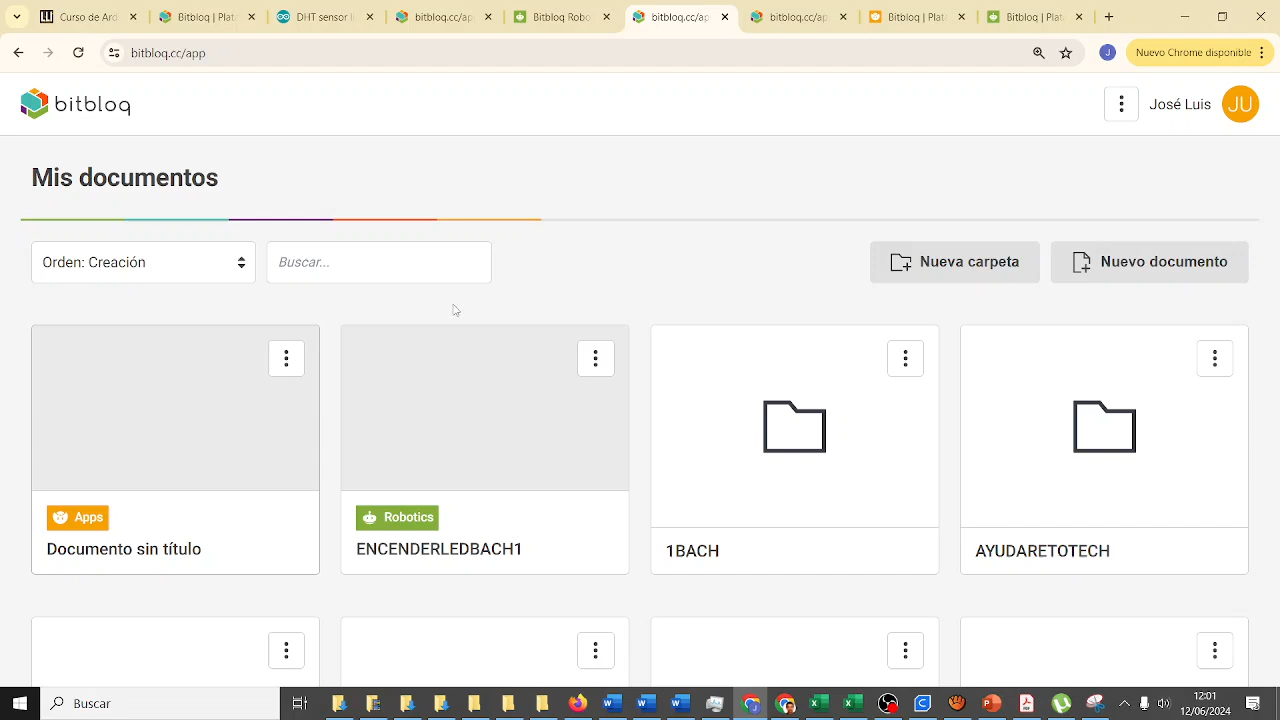 Curso de Ard
Bitbloq | Plat
DHT sensor li
bitbloq.cc/ap
Bitbloq Robo
bitbloq.cc/ap
bitbloq.cc/ap
Bitbloq | Plat
Bitbloq | Plat
bitbloq.cc/app
J
Nuevo Chrome disponible
bitbloq
José Luis
JU
Mis documentos
Orden: Creación
Buscar...
Nueva carpeta
Nuevo documento
Apps
Documento sin título
Robotics
ENCENDERLEDBACH1
1BACH
AYUDARETOTECH
Buscar
12:01
12/06/2024